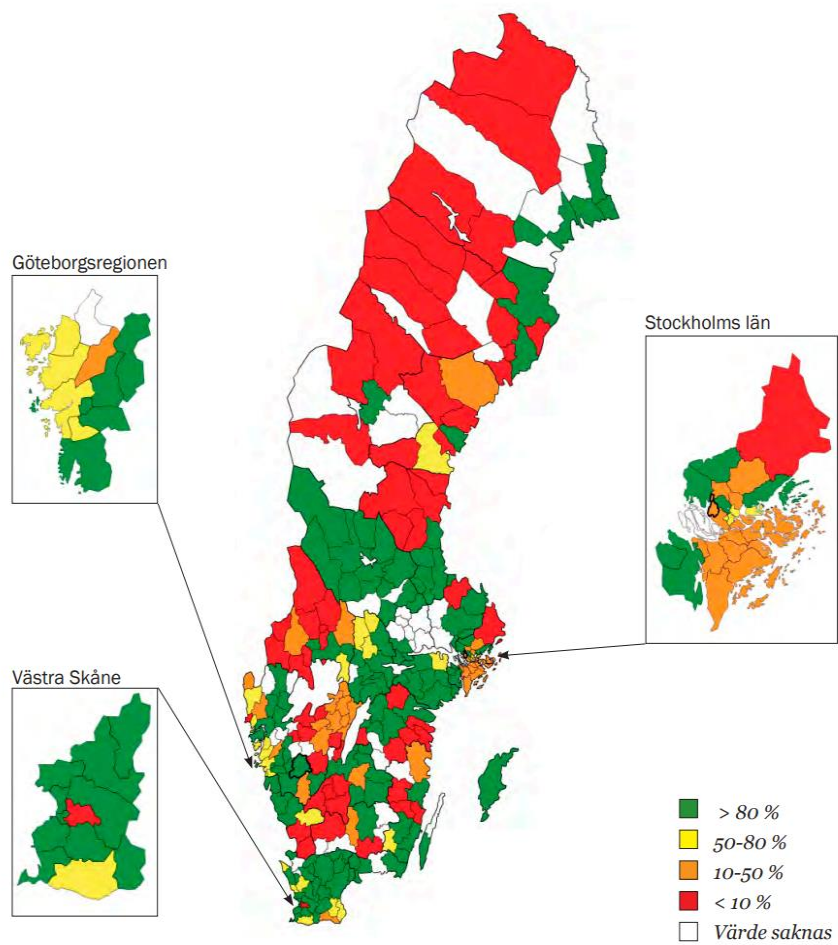 Göteborgsregionen
Stockholms län
Västra Skåne
> 80 %
50-80 %
10-50 %
< 10 %
Värde saknas